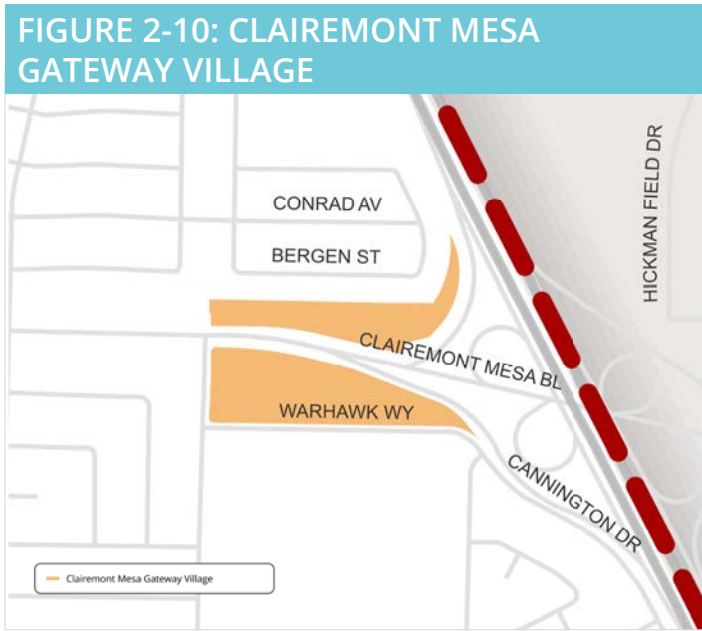 FIGURE 2-10: CLAIREMONT MESA
GATEWAY VILLAGE
HICKMAN FIELD DR
CONRAD AV
BERGEN ST
CLAIREMONT MESA BL
WARHAWK WY
CANNINGTON DR
Clairemont Mesa Gateway Village